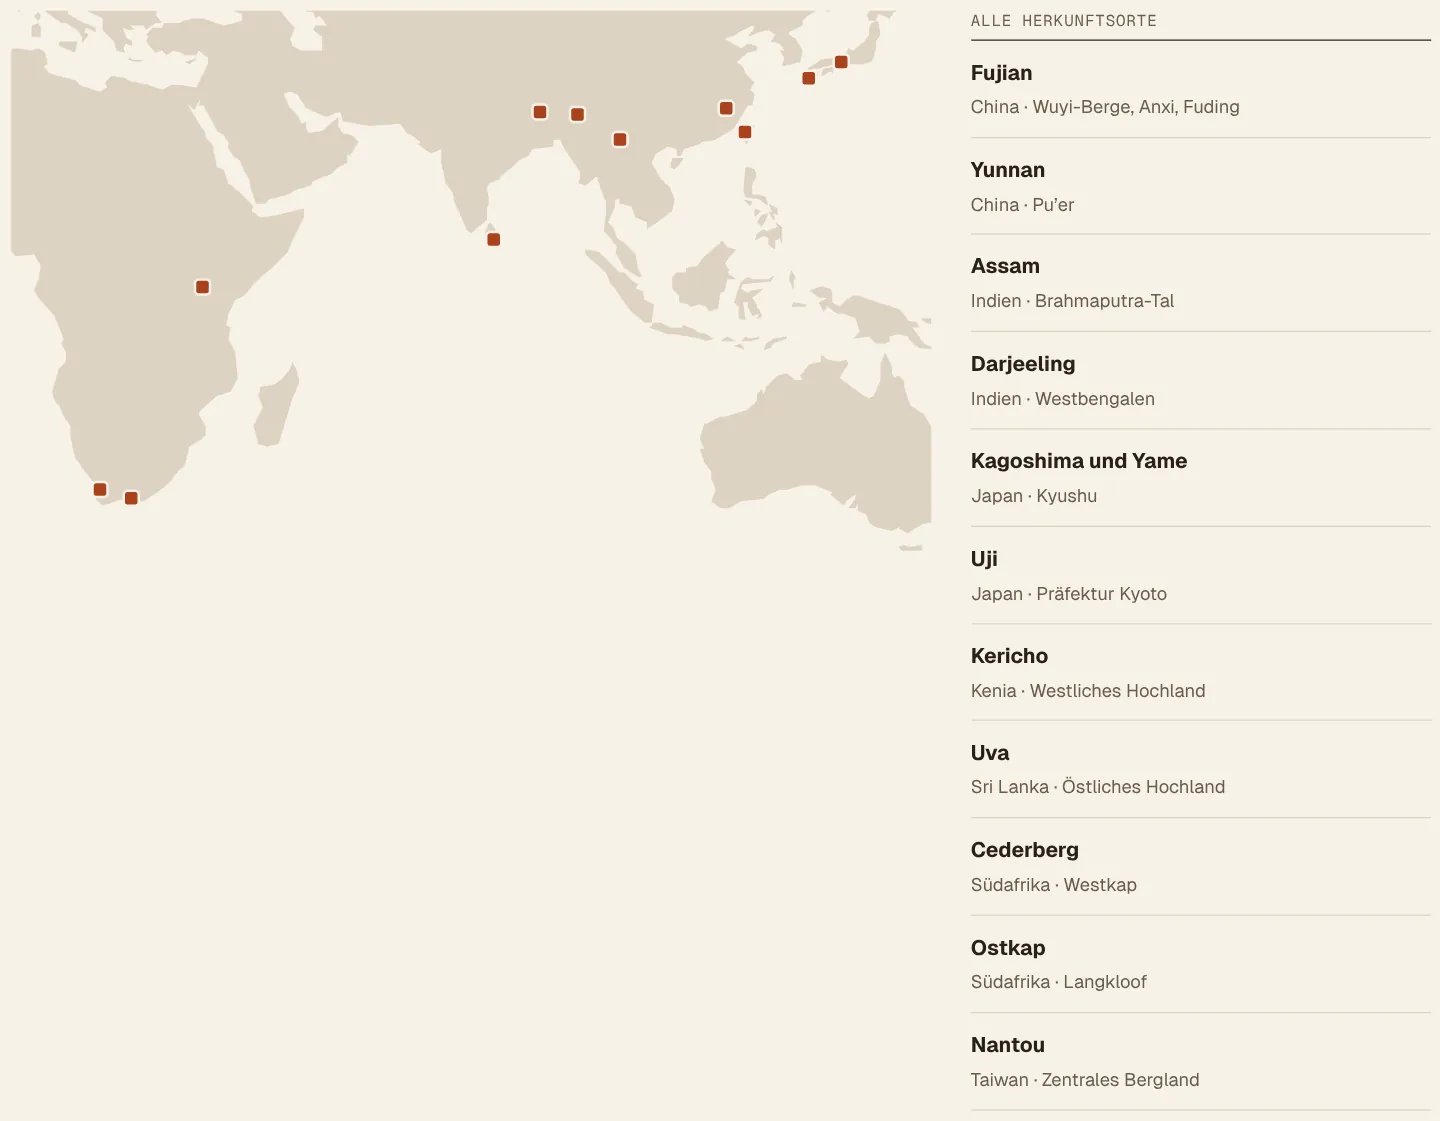 ALLE HERKUNFTSORTE
Fujian
China · Wuyi-Berge, Anxi, Fuding
Yunnan
China · Pu’er
Assam
Indien · Brahmaputra-Tal
Darjeeling
Indien · Westbengalen
Kagoshima und Yame
Japan · Kyushu
Uji
Japan · Präfektur Kyoto
Kericho
Kenia · Westliches Hochland
Uva
Sri Lanka · Östliches Hochland
Cederberg
Südafrika · Westkap
Ostkap
Südafrika · Langkloof
Nantou
Taiwan · Zentrales Bergland